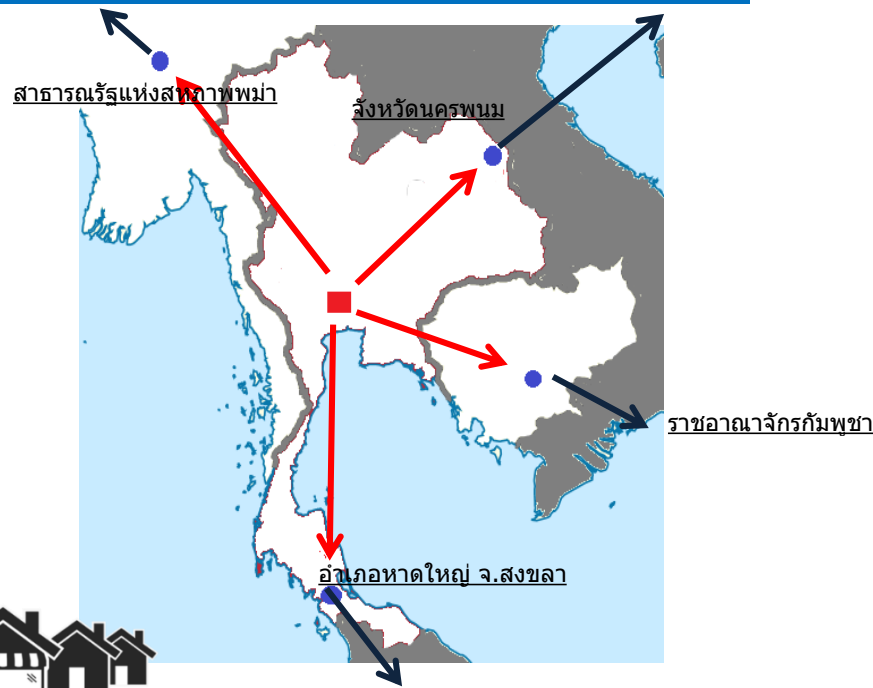 สาธารณรัฐแห่งสหภาพพม่า
จังหวัดนครพนม
ราชอาณาจักรกัมพูชา
อำเภอหาดใหญ่ จ.สงขลา